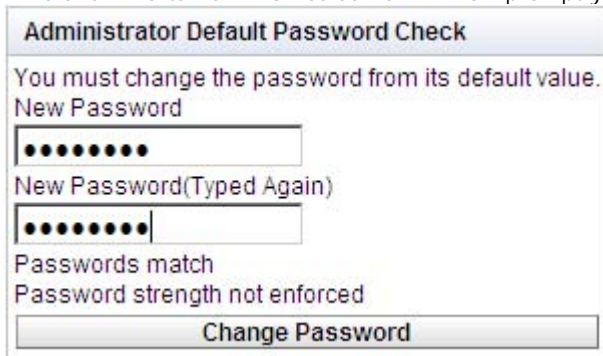 Administrator Default Password Check
You must change the password from its default value.
New Password
●●●●●●●●
New Password(Typed Again)
●●●●●●●●
Passwords match
Password strength not enforced
Change Password